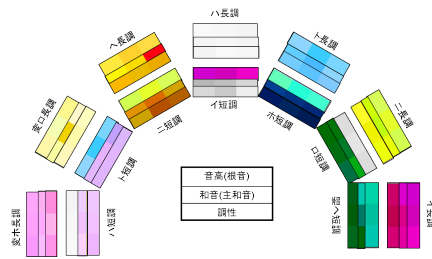 ハ長調
ヘ長調
ト長調
イ短調
ニ短調
ホ短調
変ロ長調
ニ長調
ト短調
ロ短調
変ホ長調
ハ短調
嬰ヘ短調
イ長調
音高(根音)
和音(主和音)
調性